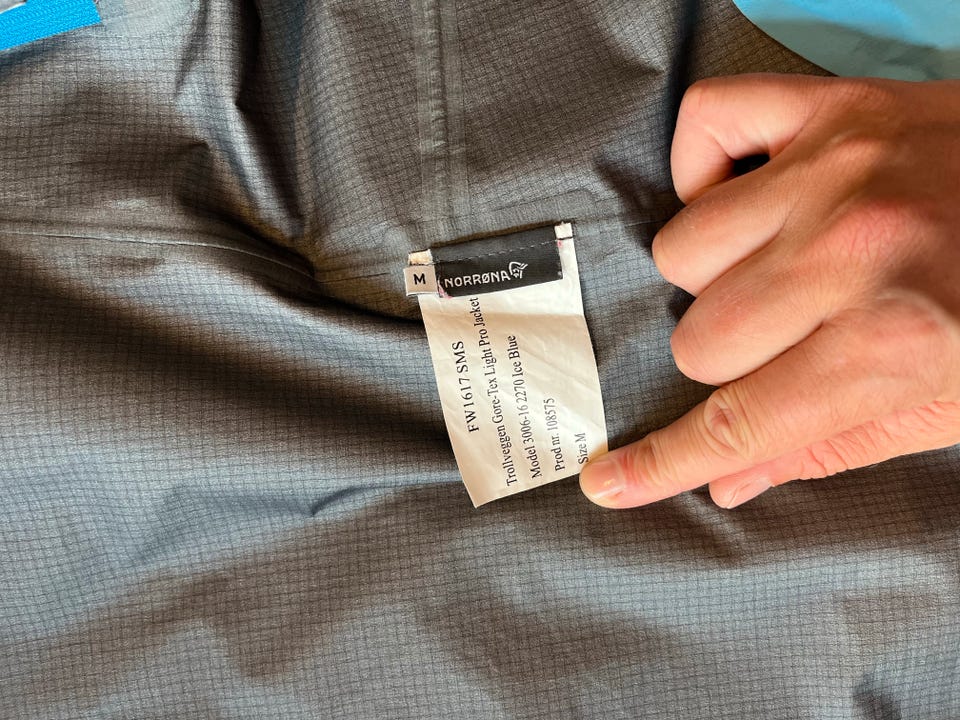 M
NORRØNA
FW1617 SMS
Trollveggen Gore-Tex Light Pro Jacket
Model 3006-16 2270 Ice Blue
Prod nr. 108575
Size M